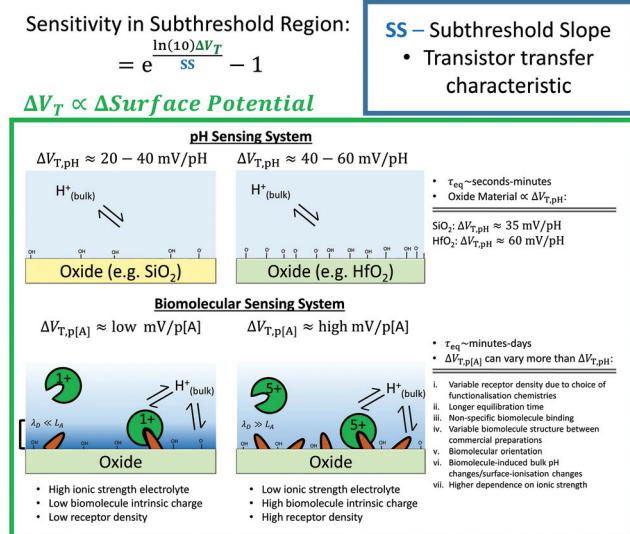 Sensitivity in Subthreshold Region:
= e^(ln(10)ΔV_T / SS) − 1
ΔV_T ∝ ΔSurface Potential
SS – Subthreshold Slope
• Transistor transfer
characteristic
pH Sensing System
ΔV_T,pH ≈ 20 − 40 mV/pH
ΔV_T,pH ≈ 40 − 60 mV/pH
H⁺(bulk)
H⁺(bulk)
OH OH OH O⁻ O⁻
Oxide (e.g. SiO₂)
Oxide (e.g. HfO₂)
• τ_eq~seconds-minutes
• Oxide Material ∝ ΔV_T,pH:
SiO₂: ΔV_T,pH ≈ 35 mV/pH
HfO₂: ΔV_T,pH ≈ 60 mV/pH
Biomolecular Sensing System
ΔV_T,p[A] ≈ low mV/p[A]
ΔV_T,p[A] ≈ high mV/p[A]
1+
H⁺(bulk)
λ_D ≪ L_A
1+
Oxide
5+
H⁺(bulk)
λ_D ≫ L_A
5+
Oxide
• High ionic strength electrolyte
• Low biomolecule intrinsic charge
• Low receptor density
• Low ionic strength electrolyte
• High biomolecule intrinsic charge
• High receptor density
• τ_eq~minutes-days
• ΔV_T,p[A] can vary more than ΔV_T,pH:
i. Variable receptor density due to choice of
functionalisation chemistries
ii. Longer equilibration time
iii. Non-specific biomolecule binding
iv. Variable biomolecule structure between
commercial preparations
v. Biomolecular orientation
vi. Biomolecule-induced bulk pH
changes/surface-ionisation changes
vii. Higher dependence on ionic strength